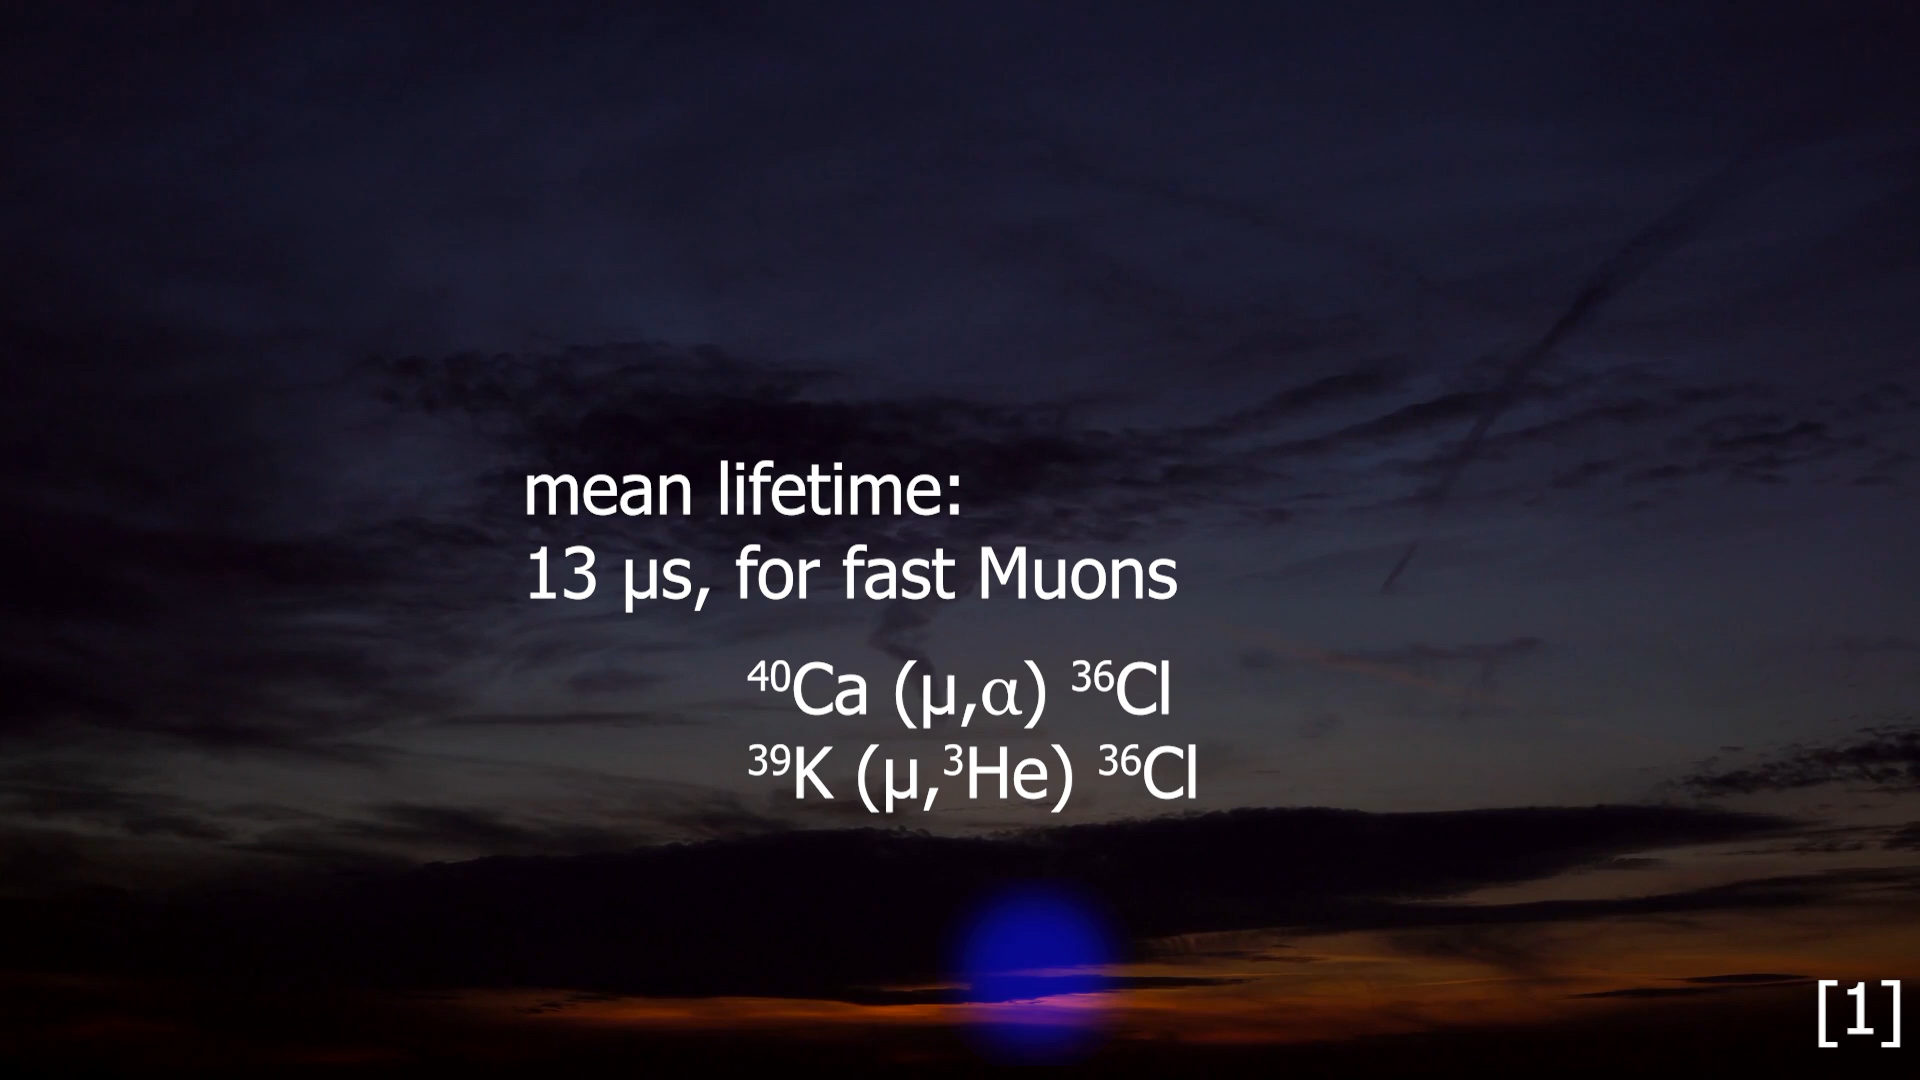 mean lifetime:
13 µs, for fast Muons
⁴⁰Ca (µ,α) ³⁶Cl
³⁹K (µ,³He) ³⁶Cl
[1]